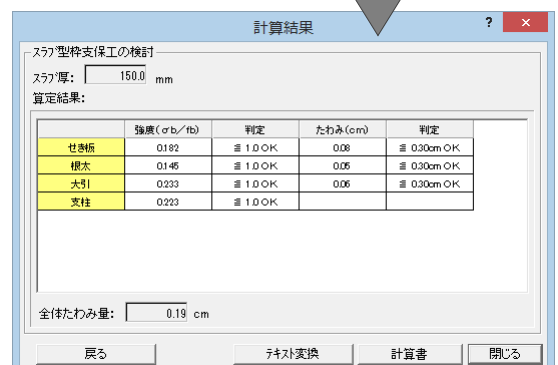 計算結果
? ×
スラブ型枠支保工の検討
スラブ厚: 150.0 mm
算定結果:
強度(σb/fb) 判定 たわみ(cm) 判定
せき板 0.182 ≦ 1.0 OK 0.08 ≦ 0.30cm OK
根太 0.145 ≦ 1.0 OK 0.05 ≦ 0.30cm OK
大引 0.233 ≦ 1.0 OK 0.06 ≦ 0.30cm OK
支柱 0.223 ≦ 1.0 OK
全体たわみ量: 0.19 cm
戻る テキスト変換 計算書 閉じる